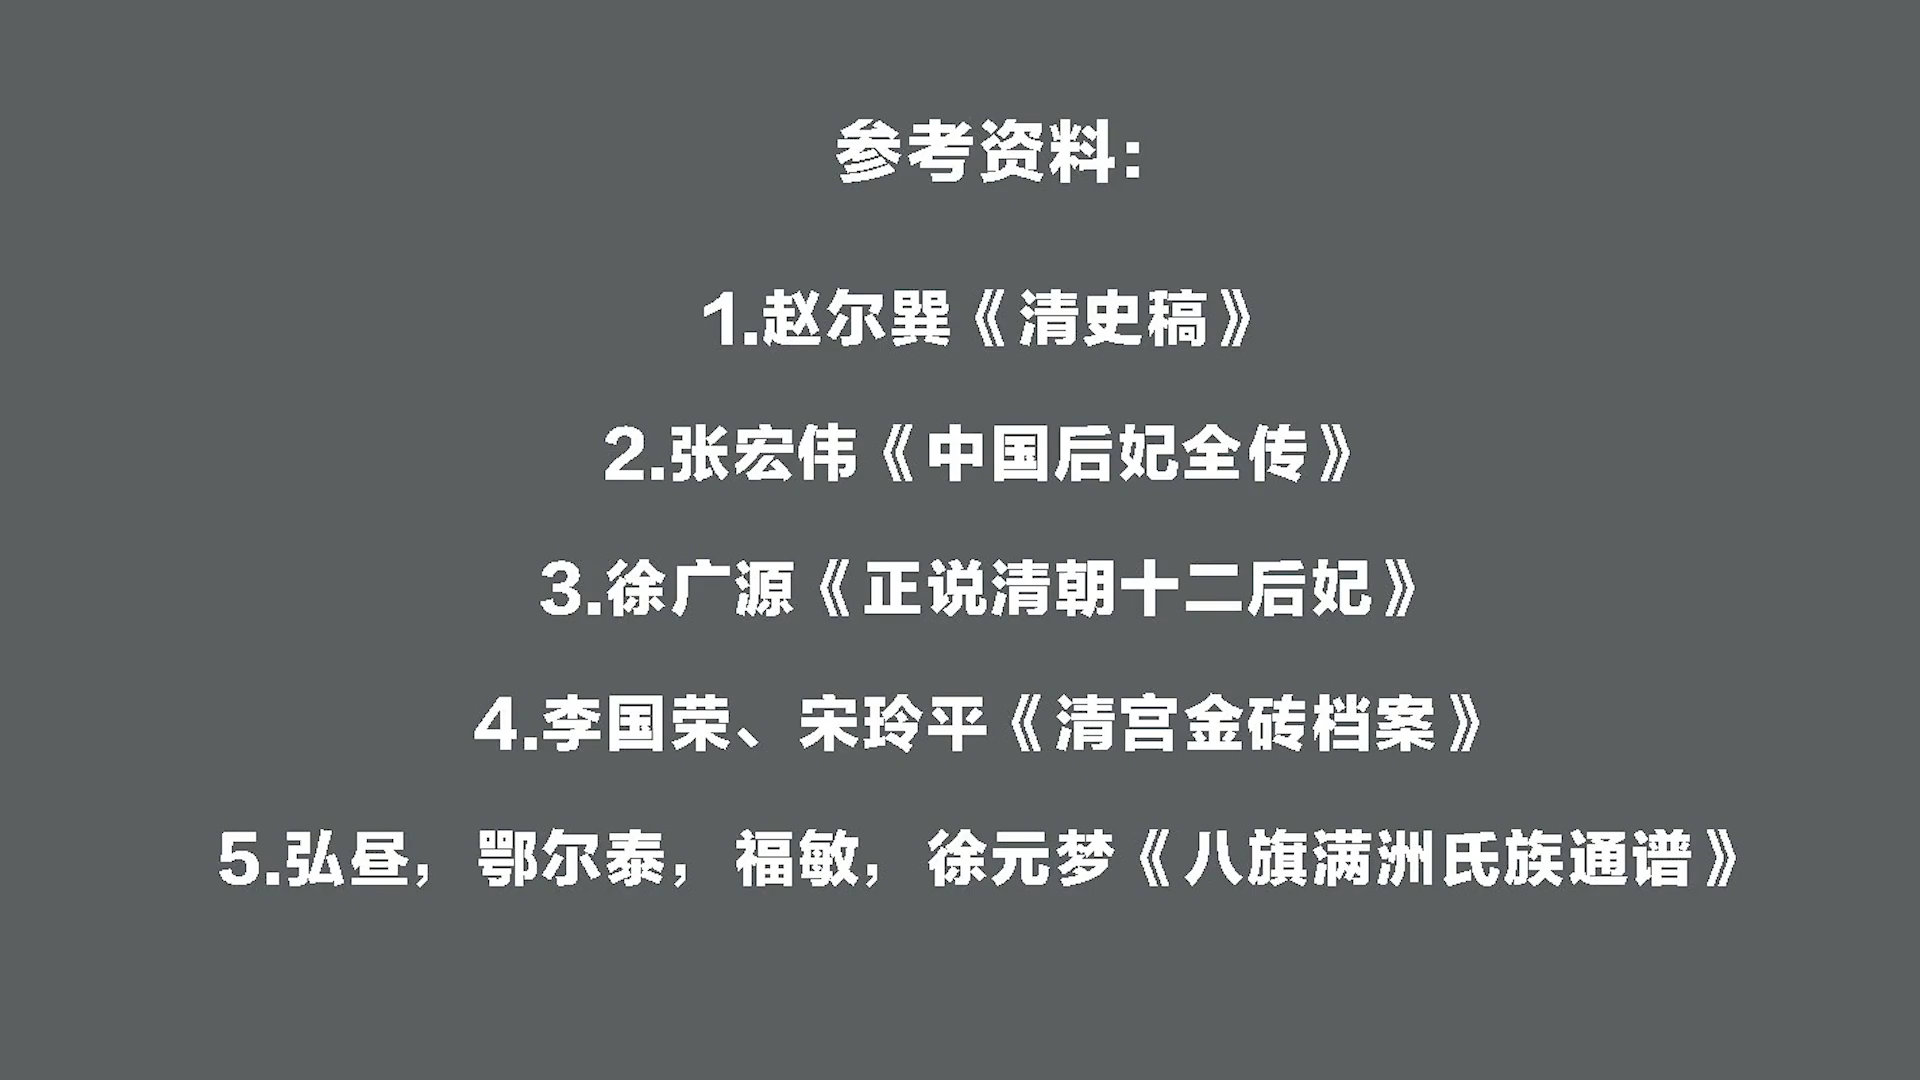 参考资料:
1.赵尔巽《清史稿》
2.张宏伟《中国后妃全传》
3.徐广源《正说清朝十二后妃》
4.李国荣、宋玲平《清宫金砖档案》
5.弘昼，鄂尔泰，福敏，徐元梦《八旗满洲氏族通谱》